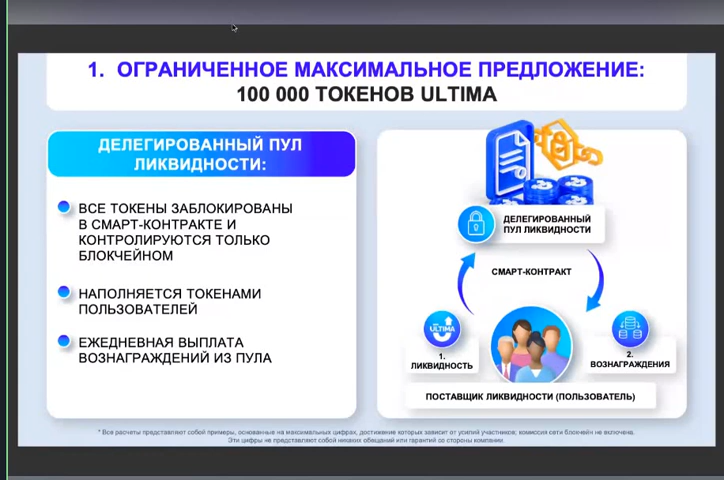 1. ОГРАНИЧЕННОЕ МАКСИМАЛЬНОЕ ПРЕДЛОЖЕНИЕ:
100 000 ТОКЕНОВ ULTIMA
ДЕЛЕГИРОВАННЫЙ ПУЛ
ЛИКВИДНОСТИ:
ВСЕ ТОКЕНЫ ЗАБЛОКИРОВАНЫ
В СМАРТ-КОНТРАКТЕ И
КОНТРОЛИРУЮТСЯ ТОЛЬКО
БЛОКЧЕЙНОМ
НАПОЛНЯЕТСЯ ТОКЕНАМИ
ПОЛЬЗОВАТЕЛЕЙ
ЕЖЕДНЕВНАЯ ВЫПЛАТА
ВОЗНАГРАЖДЕНИЙ ИЗ ПУЛА
ДЕЛЕГИРОВАННЫЙ
ПУЛ ЛИКВИДНОСТИ
СМАРТ-КОНТРАКТ
ULTIMA
1.
ЛИКВИДНОСТЬ
2.
ВОЗНАГРАЖДЕНИЯ
ПОСТАВЩИК ЛИКВИДНОСТИ (ПОЛЬЗОВАТЕЛЬ)
* Все расчеты представляют собой примеры, основанные на максимальных цифрах, достижение которых зависит от усилий участников; комиссия сети блокчейн не включена.
Эти цифры не представляют собой никаких обещаний или гарантий со стороны компании.